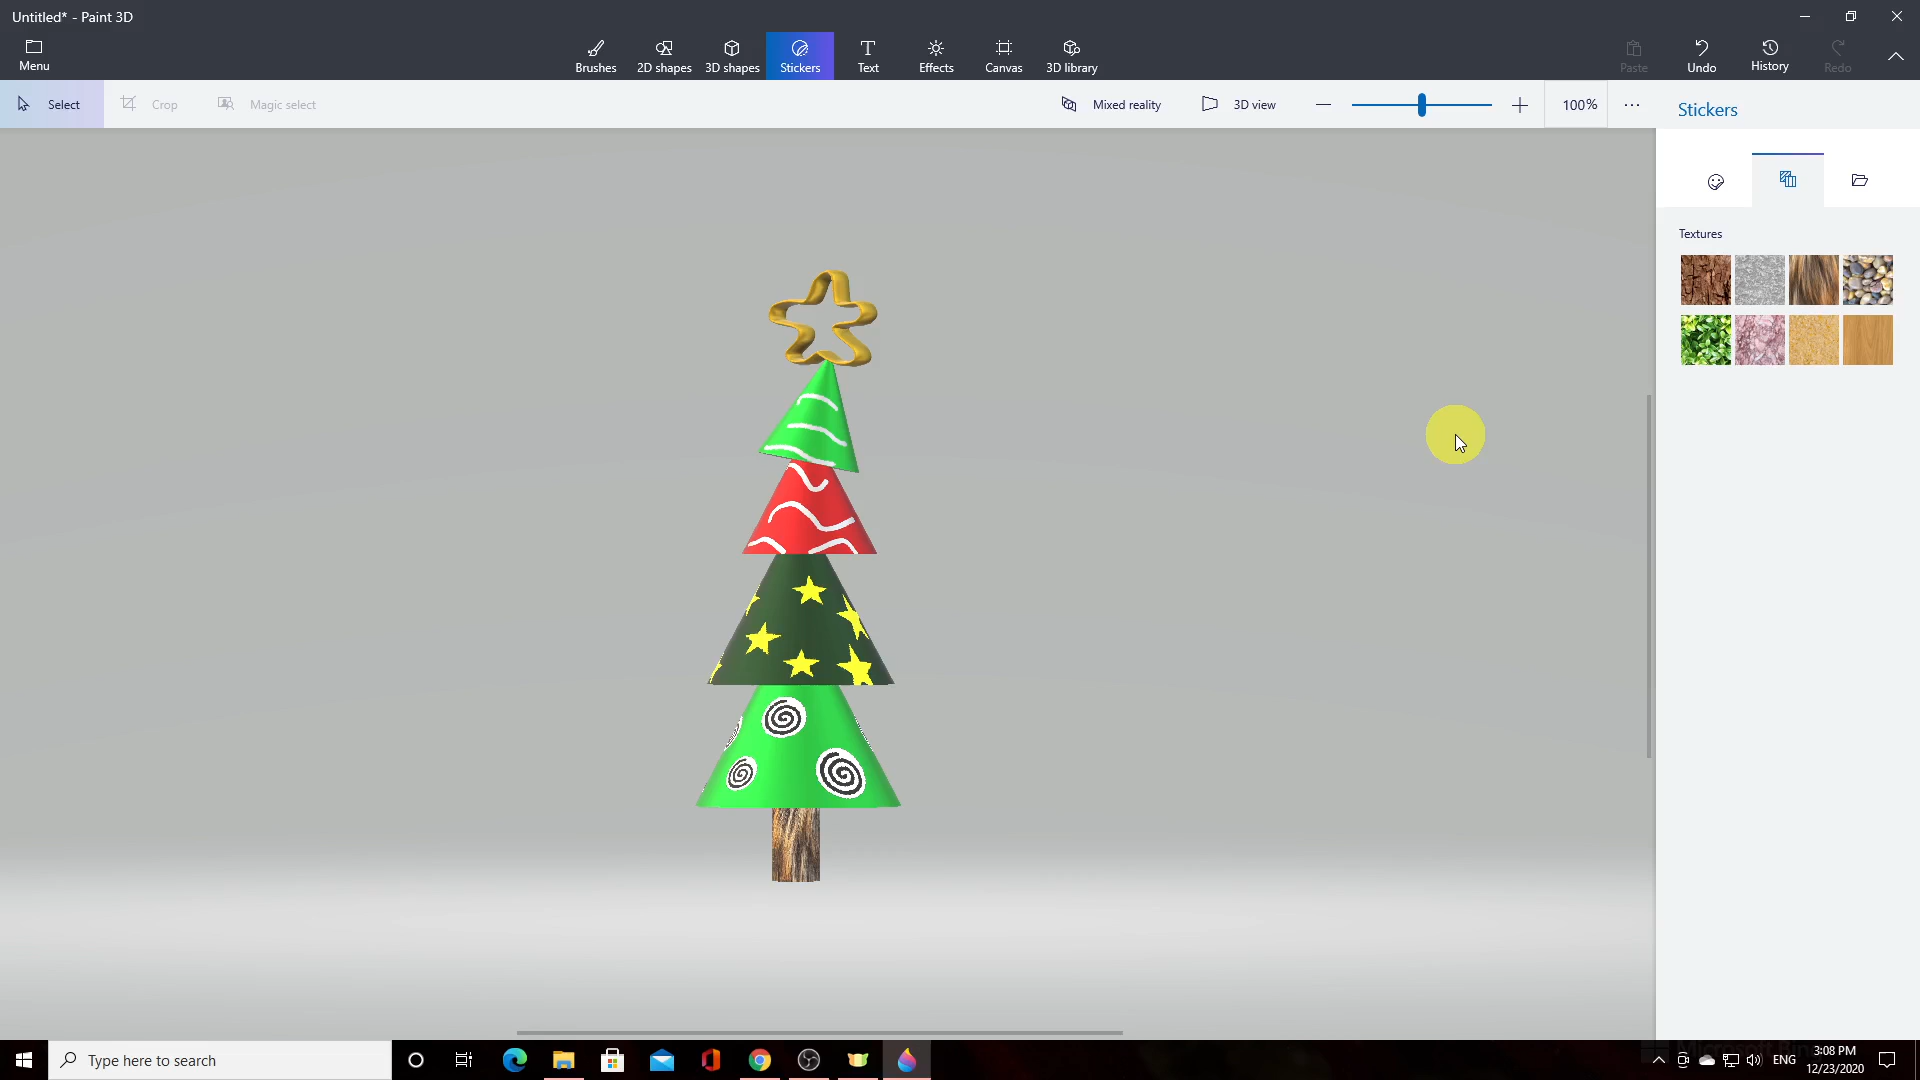 Untitled* - Paint 3D
Menu
Brushes
2D shapes
3D shapes
Stickers
Text
Effects
Canvas
3D library
Paste
Undo
History
Redo
Select
Crop
Magic select
Mixed reality
3D view
100%
Stickers
Textures
Type here to search
Microsoft Bing
ENG
3:08 PM
12/23/2020